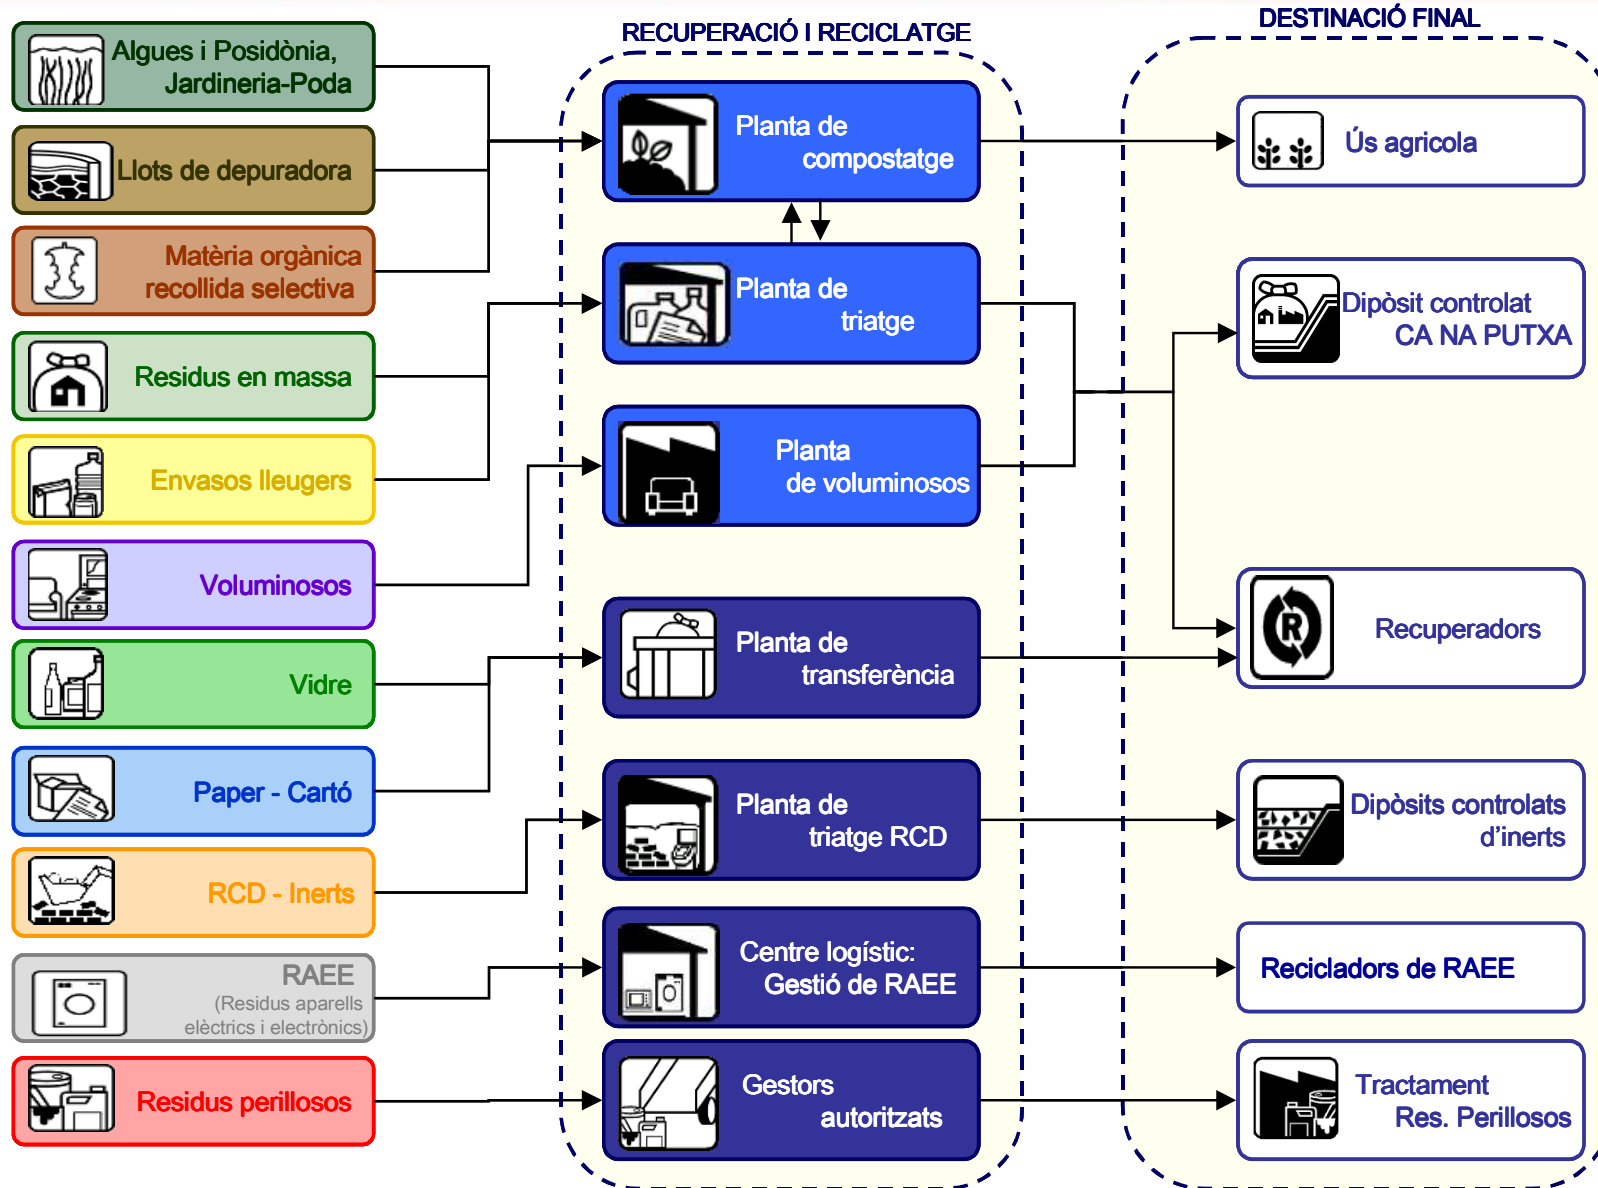 RECUPERACIÓ I RECICLATGE
DESTINACIÓ FINAL
Algues i Posidònia,
Jardineria-Poda
Llots de depuradora
Matèria orgànica
recollida selectiva
Residus en massa
Envasos lleugers
Voluminosos
Vidre
Paper - Cartó
RCD - Inerts
RAEE
(Residus aparells
elèctrics i electrònics)
Residus perillosos
Planta de
compostatge
Planta de
triatge
Planta
de voluminosos
Planta de
transferència
Planta de
triatge RCD
Centre logístic:
Gestió de RAEE
Gestors
autoritzats
Ús agricola
Dipòsit controlat
CA NA PUTXA
R
Recuperadors
Dipòsits controlats
d'inerts
Recicladors de RAEE
Tractament
Res. Perillosos